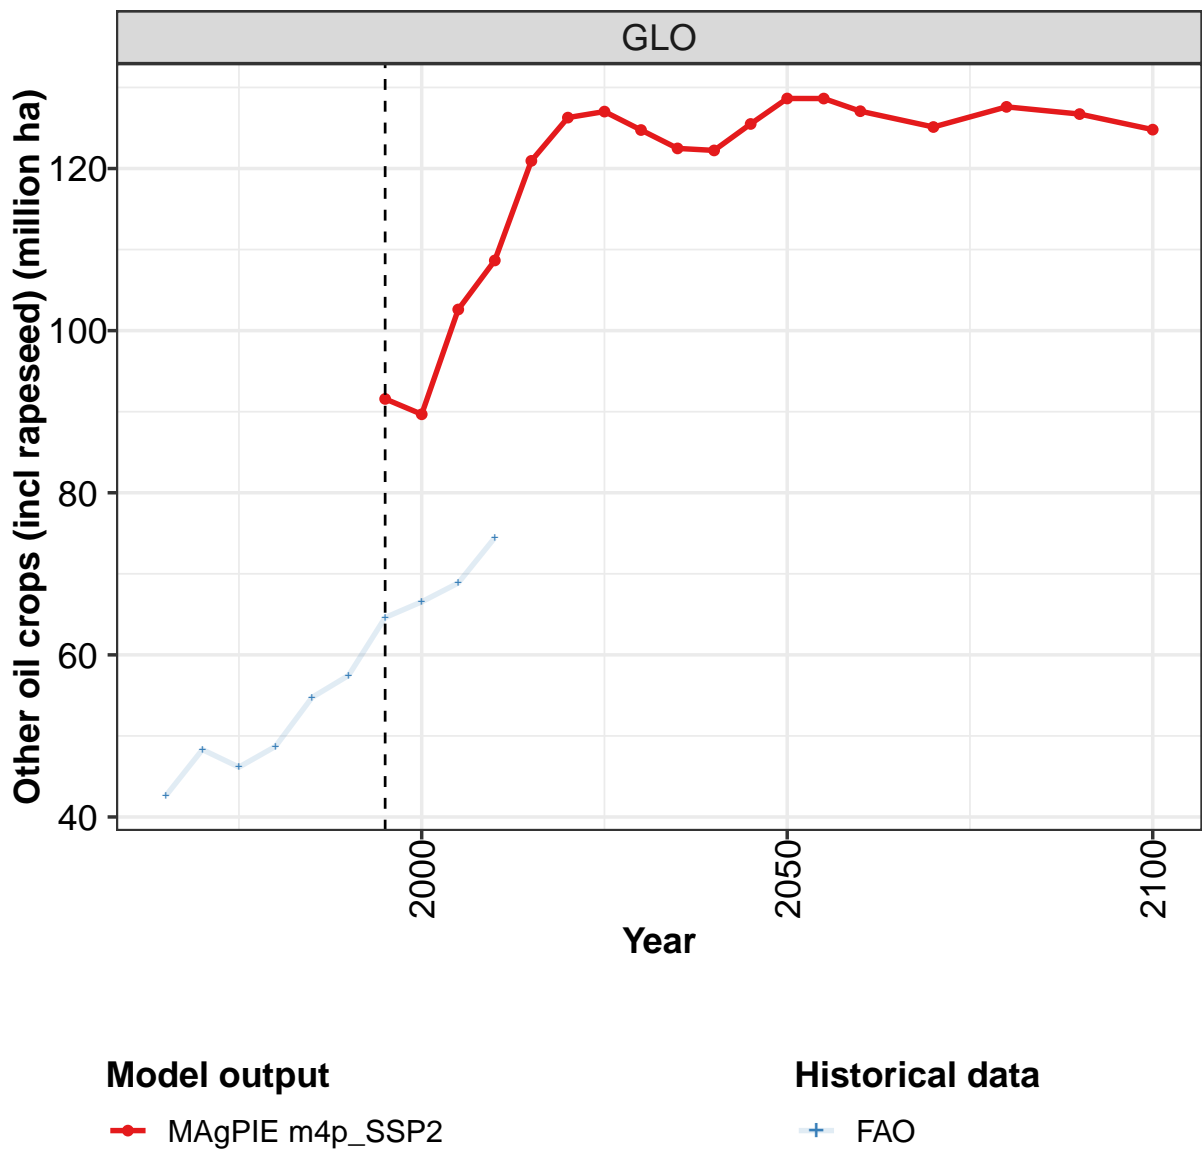 GLO
Other oil crops (incl rapeseed) (million ha)
120
100
80
60
40
2000
2050
2100
Year
Model output
Historical data
MAgPIE m4p_SSP2
FAO